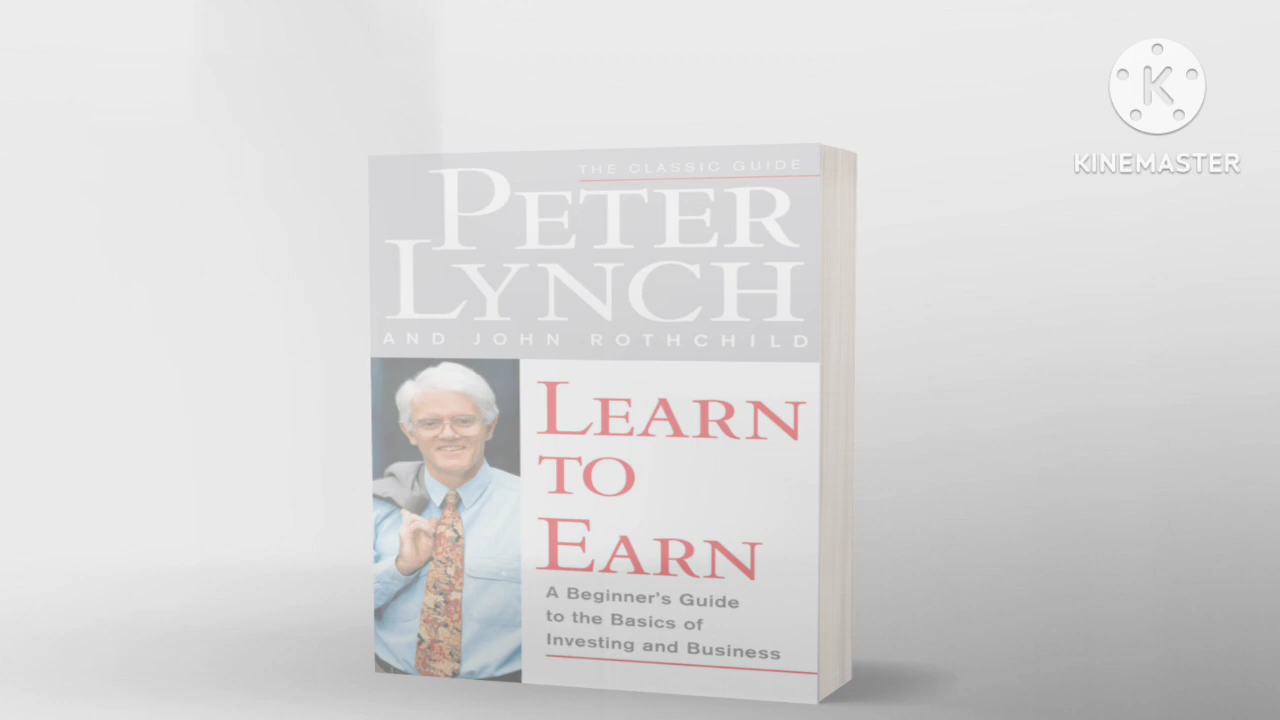 THE CLASSIC GUIDE
PETER
LYNCH
AND JOHN ROTHCHILD
LEARN
TO
EARN
A Beginner's Guide
to the Basics of
Investing and Business
K
KINEMASTER